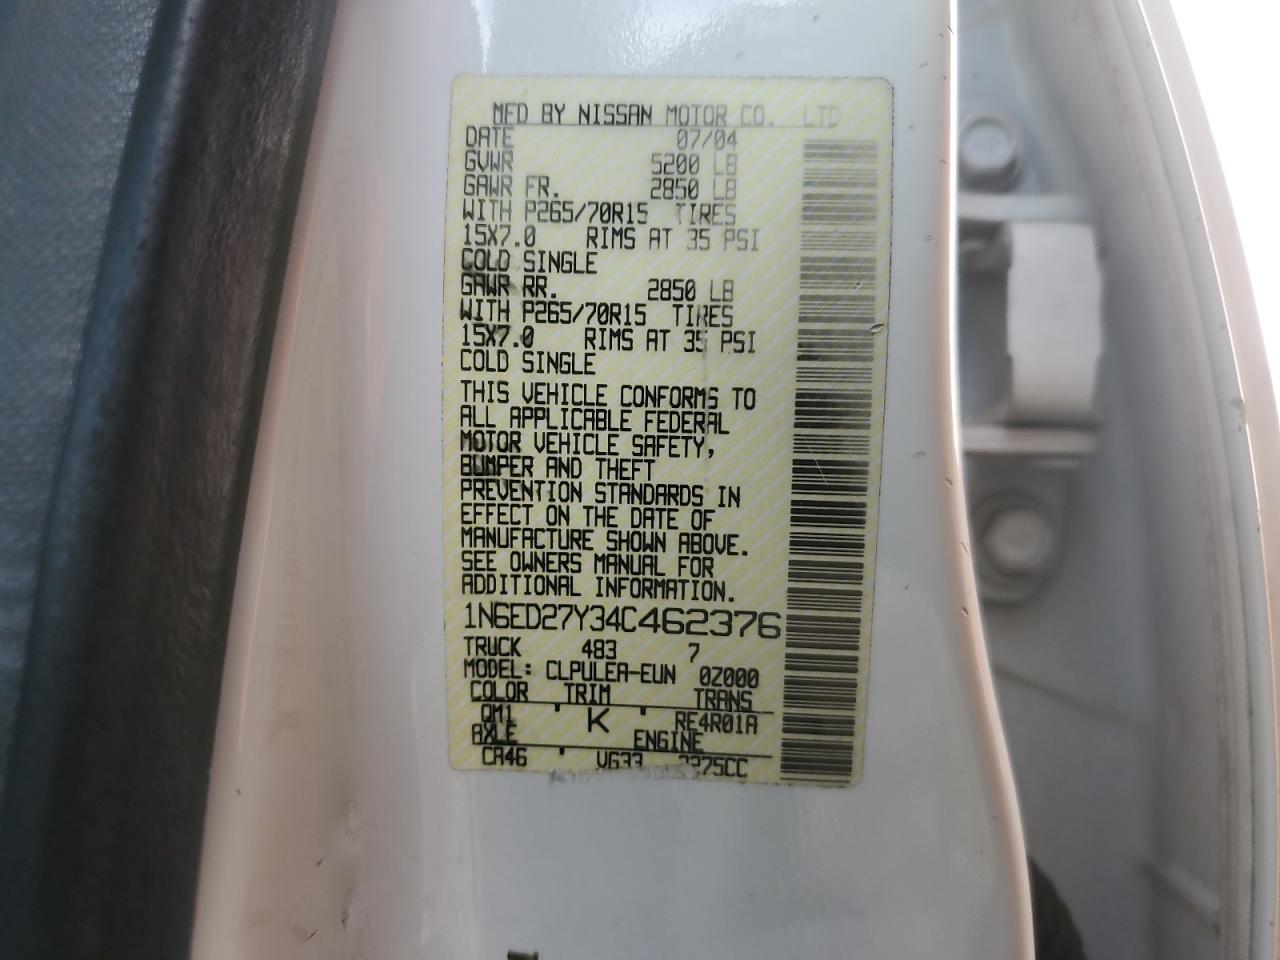 MFD BY NISSAN MOTOR CO. LTD
DATE 07/04
GVWR 5200 LB
GAWR FR. 2850 LB
WITH P265/70R15 TIRES
15X7.0 RIMS AT 35 PSI
COLD SINGLE
GAWR RR. 2850 LB
WITH P265/70R15 TIRES
15X7.0 RIMS AT 35 PSI
COLD SINGLE
THIS VEHICLE CONFORMS TO
ALL APPLICABLE FEDERAL
MOTOR VEHICLE SAFETY,
BUMPER AND THEFT
PREVENTION STANDARDS IN
EFFECT ON THE DATE OF
MANUFACTURE SHOWN ABOVE.
SEE OWNERS MANUAL FOR
ADDITIONAL INFORMATION.
1N6ED27Y34C462376
TRUCK 483 7
MODEL: CLPULEA-EUN 0Z000
COLOR TRIM TRANS
QM1 ' K ' RE4R01A
AXLE ENGINE
CA46 ' VG33 3275CC